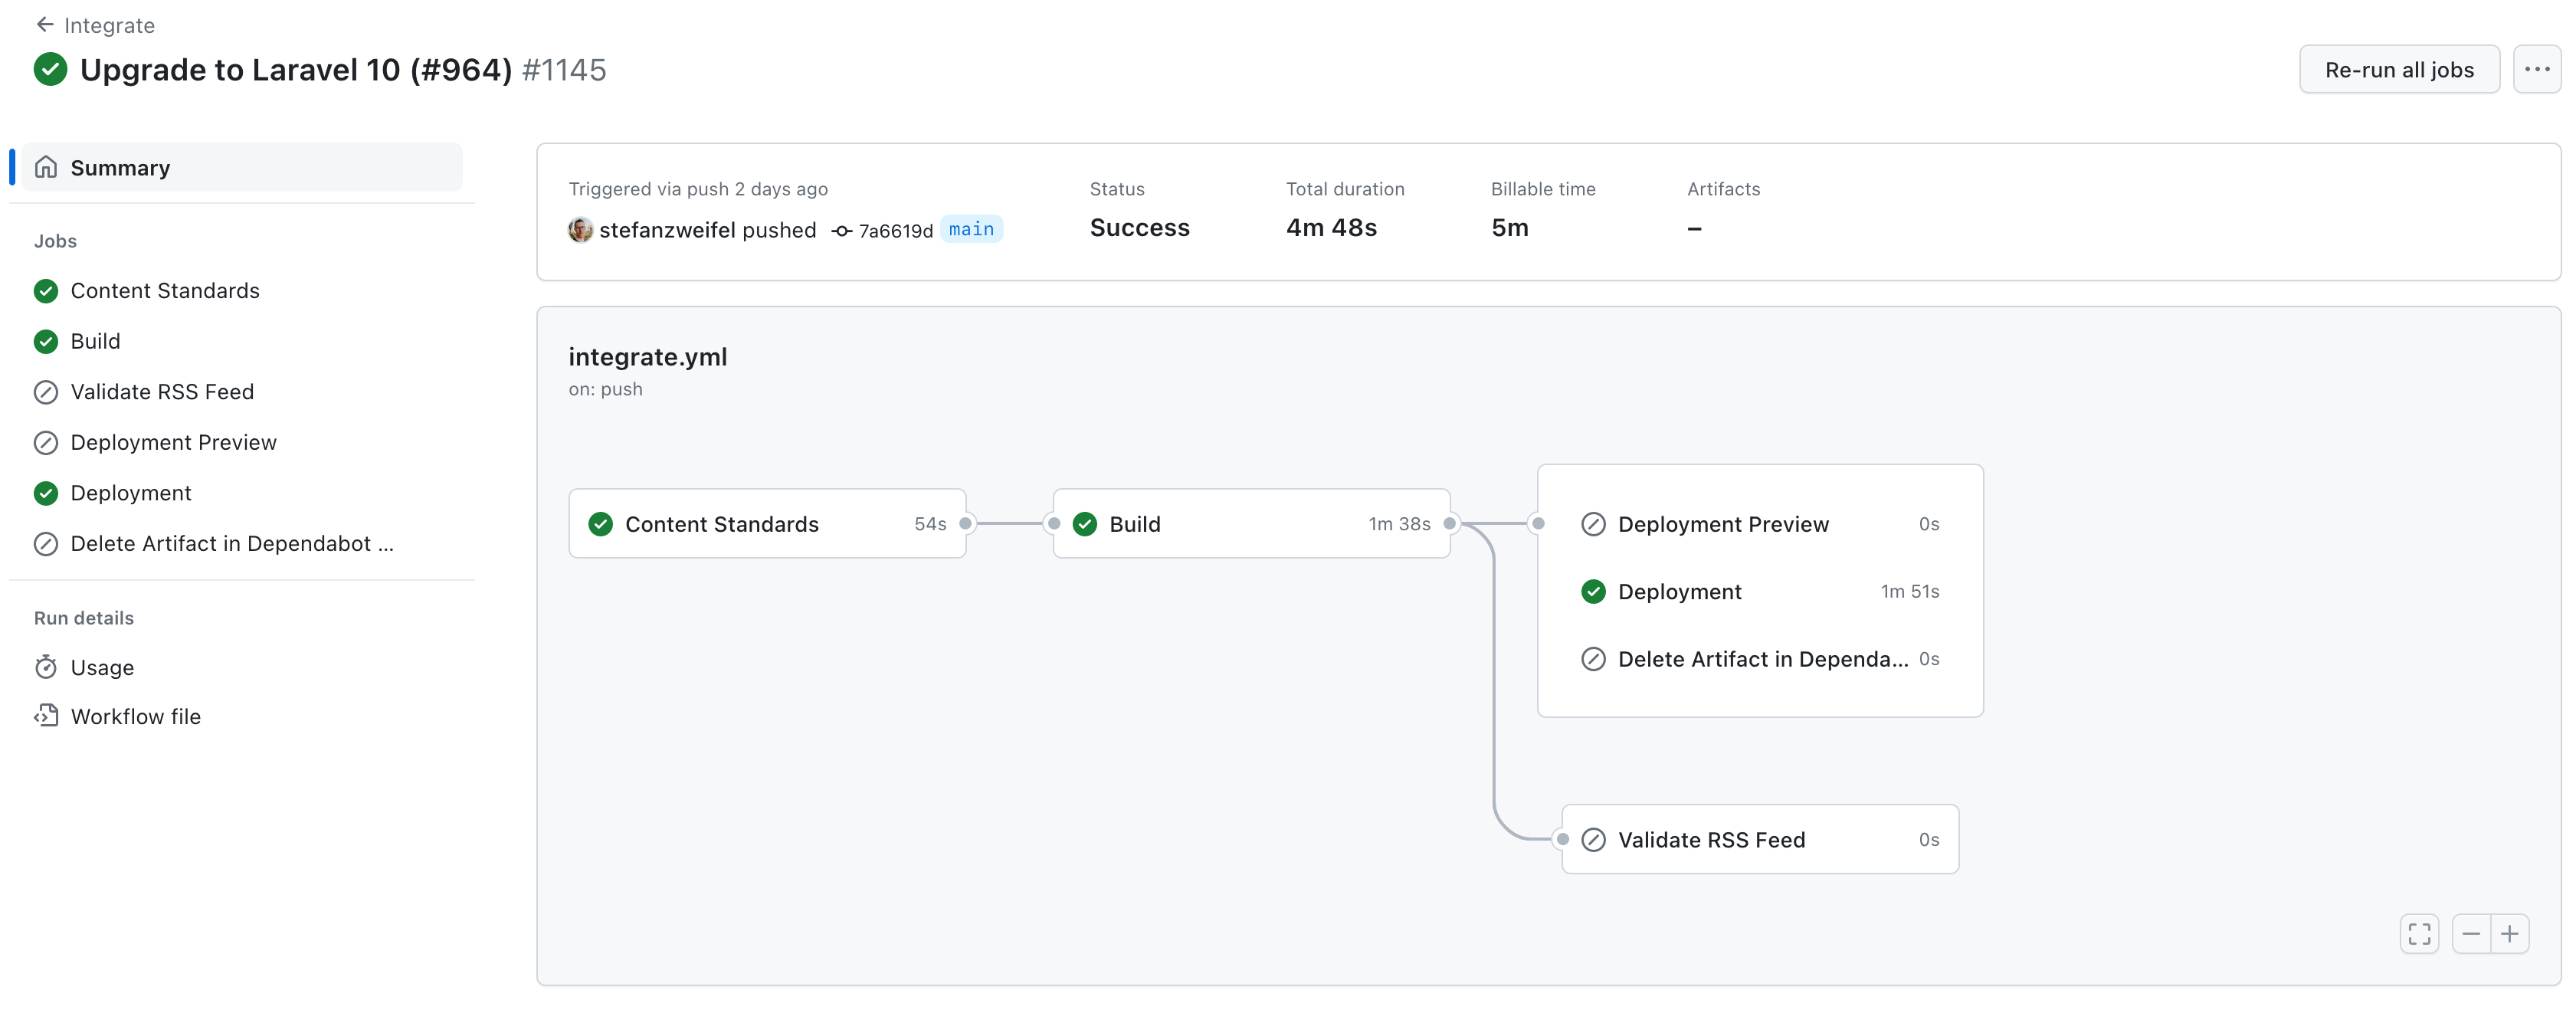 Integrate
Upgrade to Laravel 10 (#964) #1145
Re-run all jobs
Summary
Jobs
Content Standards
Build
Validate RSS Feed
Deployment Preview
Deployment
Delete Artifact in Dependabot ...
Run details
Usage
Workflow file
Triggered via push 2 days ago
stefanzweifel pushed 7a6619d main
Status
Success
Total duration
4m 48s
Billable time
5m
Artifacts
–
integrate.yml
on: push
Content Standards 54s
Build 1m 38s
Deployment Preview 0s
Deployment 1m 51s
Delete Artifact in Dependa... 0s
Validate RSS Feed 0s